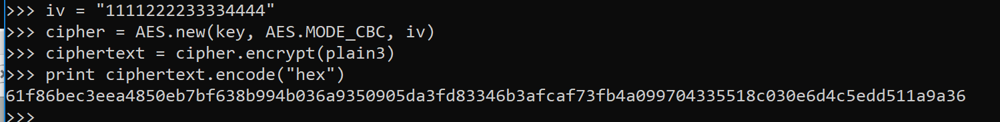 >>> iv = "1111222233334444"
>>> cipher = AES.new(key, AES.MODE_CBC, iv)
>>> ciphertext = cipher.encrypt(plain3)
>>> print ciphertext.encode("hex")
61f86bec3eea4850eb7bf638b994b036a9350905da3fd83346b3afcaf73fb4a099704335518c030e6d4c5edd511a9a36
>>>